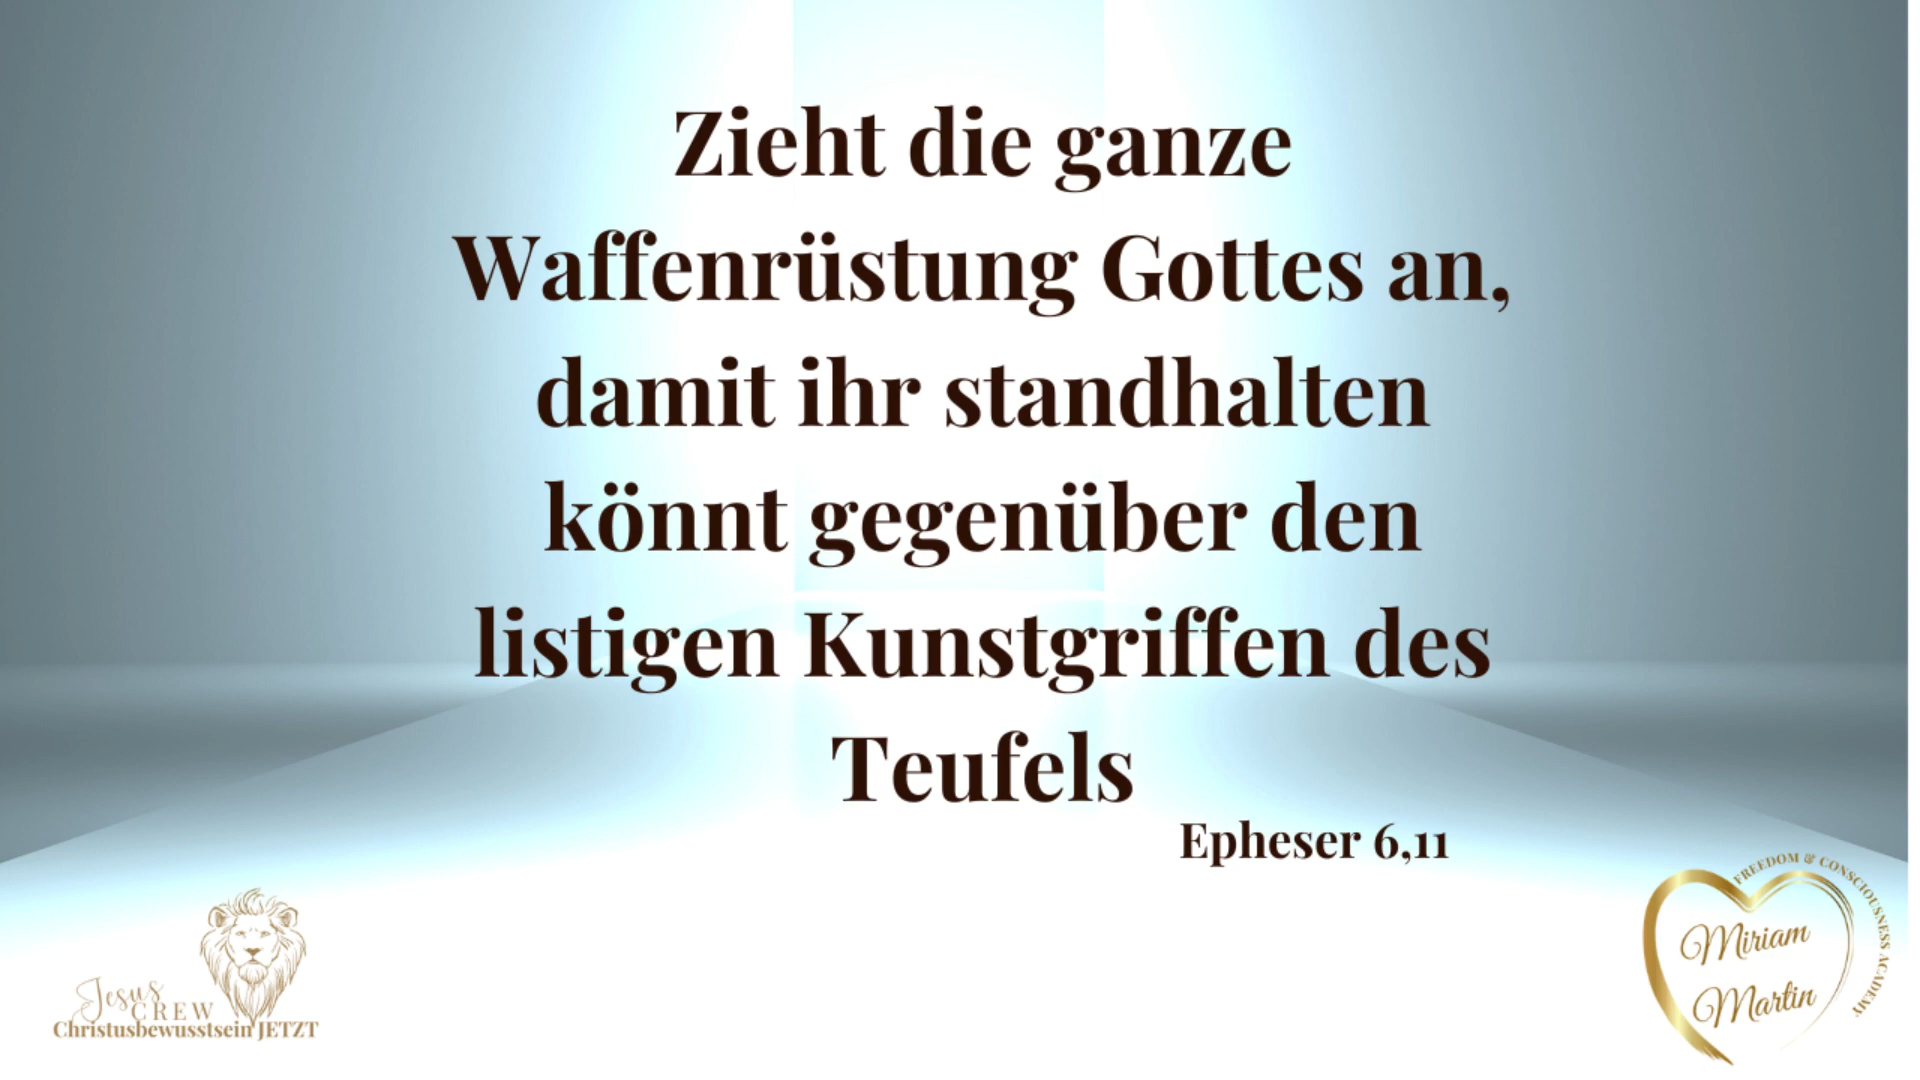 Zieht die ganze
Waffenrüstung Gottes an,
damit ihr standhalten
könnt gegenüber den
listigen Kunstgriffen des
Teufels
Epheser 6,11
Jesus
CREW
Christusbewusstsein JETZT
FREEDOM & CONSCIOUSNESS ACADEMY
Miriam
Martin